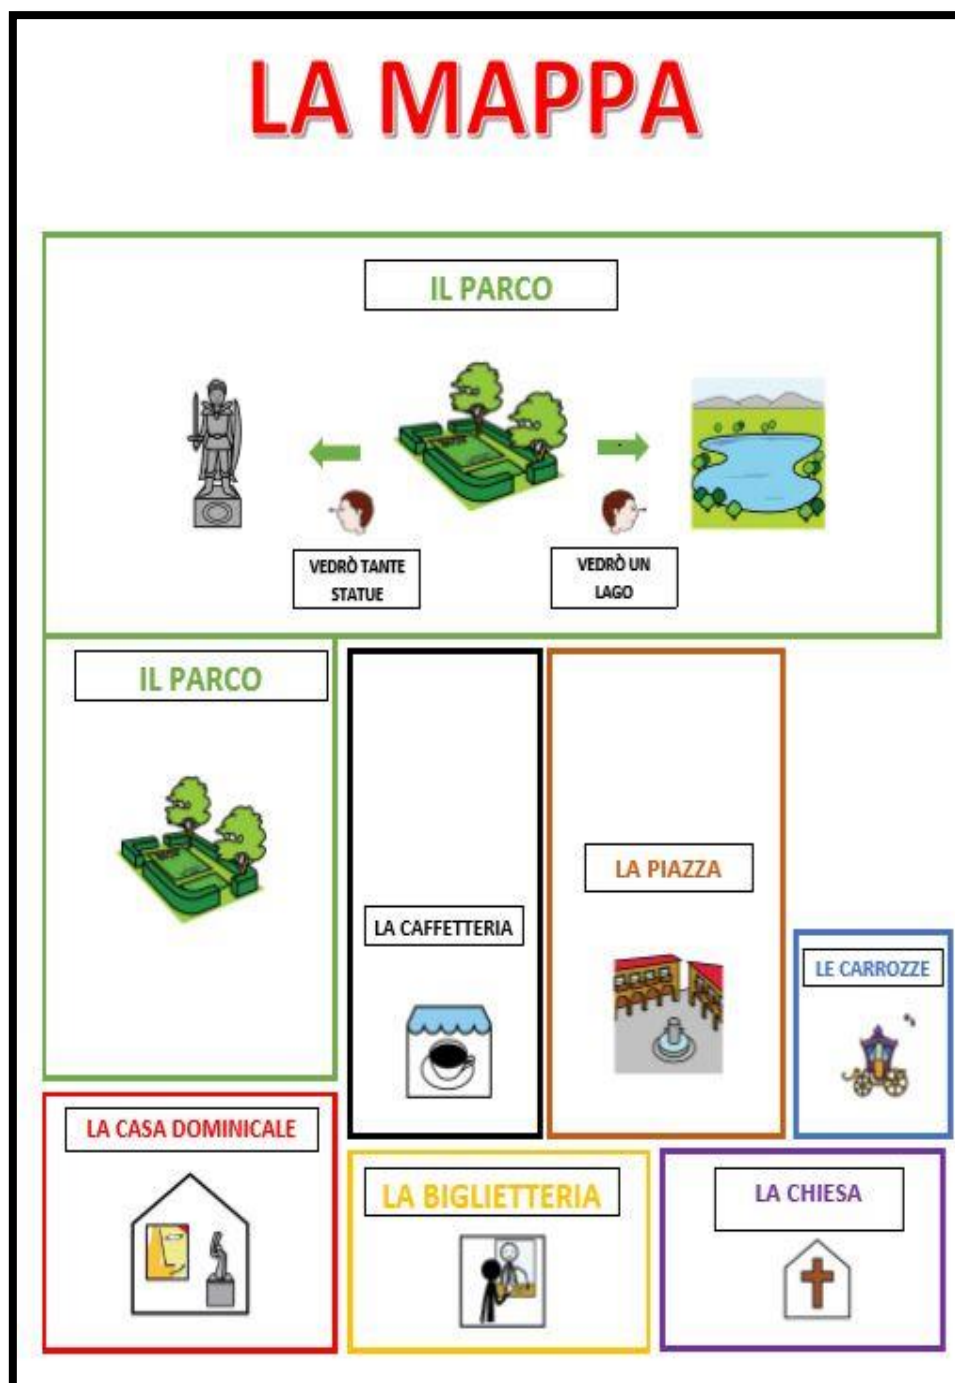 LA MAPPA
IL PARCO
VEDRÒ TANTE
STATUE
VEDRÒ UN
LAGO
IL PARCO
LA CAFFETTERIA
LA PIAZZA
LE CARROZZE
LA CASA DOMINICALE
LA BIGLIETTERIA
LA CHIESA